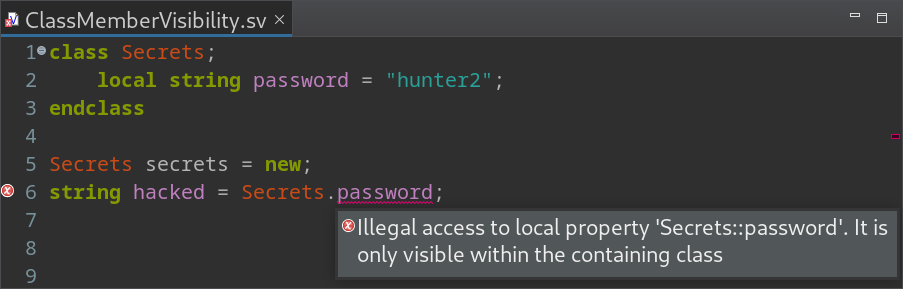 ClassMemberVisibility.sv
1 class Secrets;
2     local string password = "hunter2";
3 endclass
4
5 Secrets secrets = new;
6 string hacked = Secrets.password;
7
Illegal access to local property 'Secrets::password'. It is
8
only visible within the containing class
9